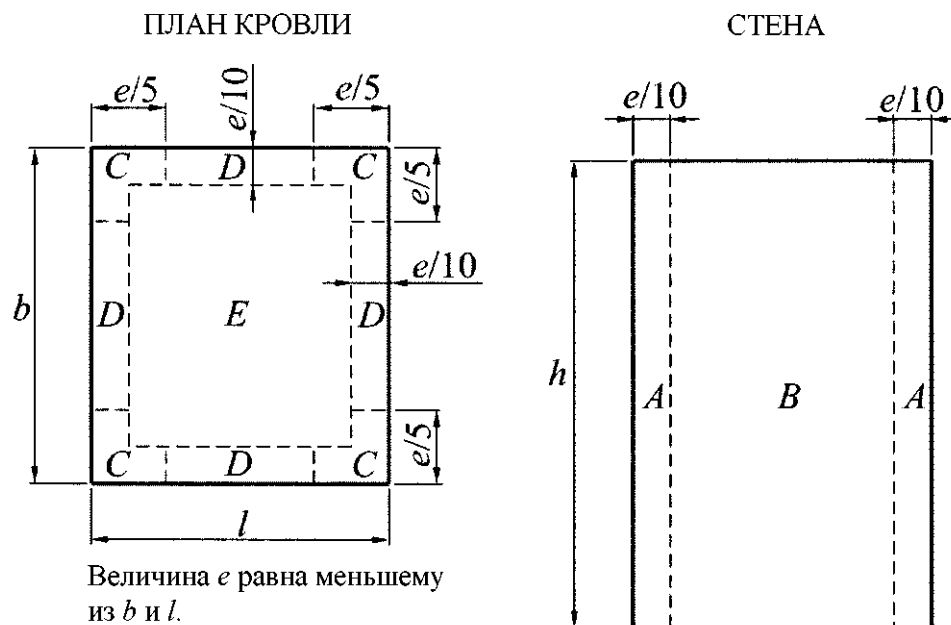 ПЛАН КРОВЛИ
СТЕНА
e/5
e/10
e/5
e/10
e/10
C
D
C
e/5
e/10
b
D
E
D
h
A
B
A
e/5
C
D
C
l
Величина e равна меньшему
из b и l.